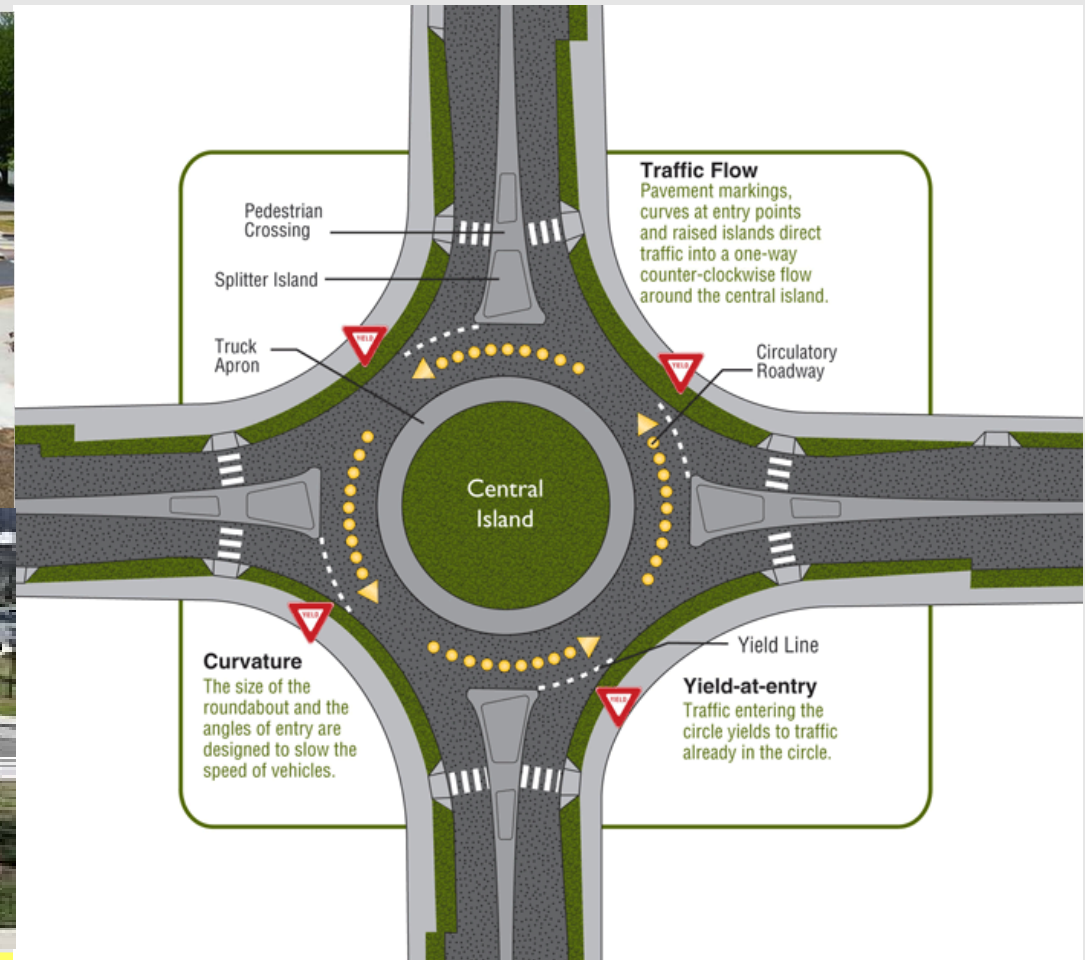 Traffic Flow
Pavement markings,
curves at entry points
and raised islands direct
traffic into a one-way
counter-clockwise flow
around the central island.
Pedestrian
Crossing
Splitter Island
Truck
Apron
YIELD
YIELD
Circulatory
Roadway
Central
Island
YIELD
Curvature
The size of the
roundabout and the
angles of entry are
designed to slow the
speed of vehicles.
Yield Line
Yield-at-entry
YIELD
Traffic entering the
circle yields to traffic
already in the circle.